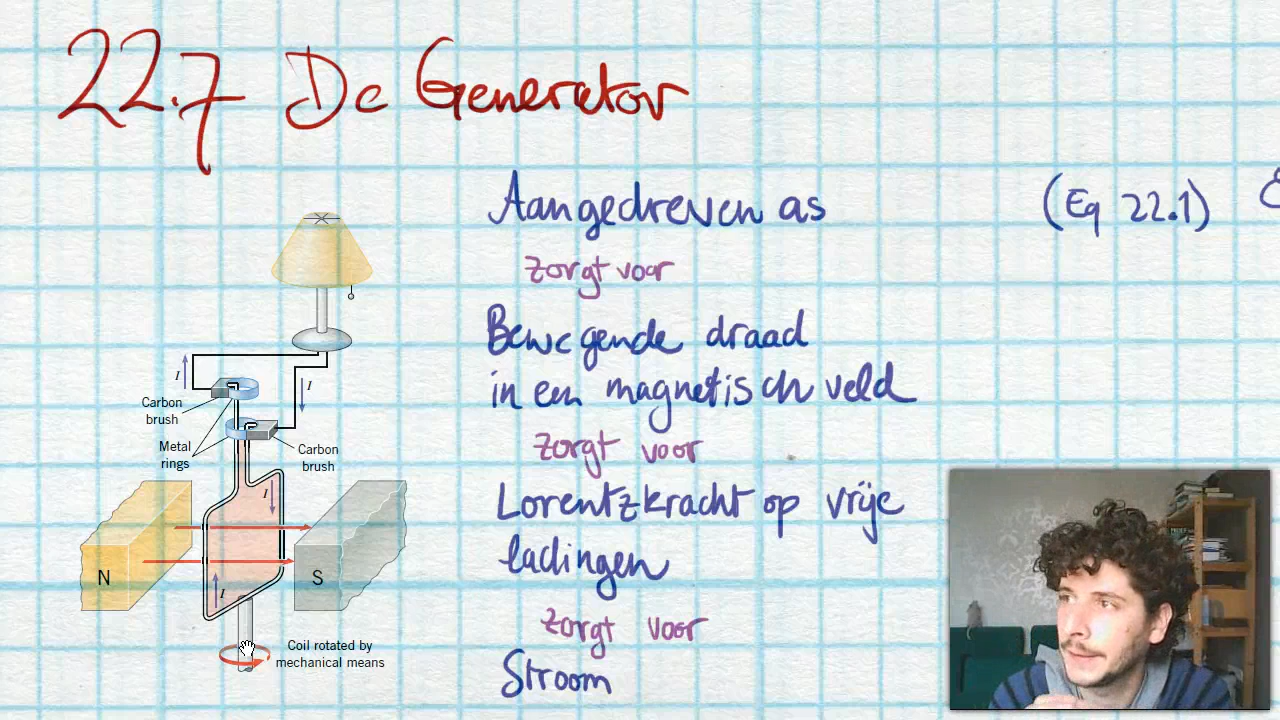 22.7 De Generator
Aangedreven as
(Eq 22.1)
zorgt voor
Bewegende draad
in een magnetisch veld
zorgt voor
Lorentzkracht op vrije
ladingen
zorgt voor
Stroom
I
I
Carbon
brush
Metal
rings
Carbon
brush
I
N
S
I
Coil rotated by
mechanical means